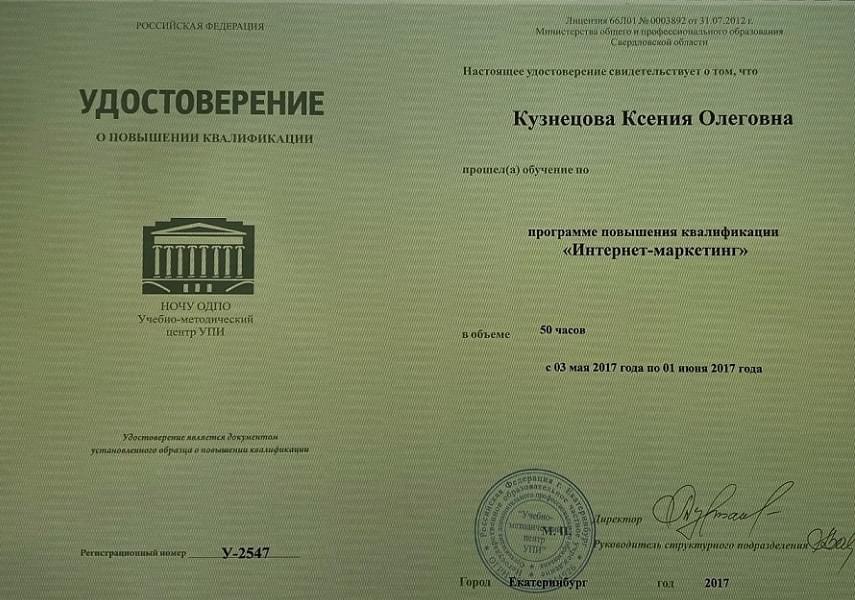 РОССИЙСКАЯ ФЕДЕРАЦИЯ
УДОСТОВЕРЕНИЕ
О ПОВЫШЕНИИ КВАЛИФИКАЦИИ
НОЧУ ОДПО
Учебно-методический
центр УПИ
Удостоверение является документом
установленного образца о повышении квалификации
Регистрационный номер У-2547
Лицензия 66Л01 № 0003892 от 31.07.2012 г.
Министерства общего и профессионального образования
Свердловской области
Настоящее удостоверение свидетельствует о том, что
Кузнецова Ксения Олеговна
прошел(а) обучение по
программе повышения квалификации
«Интернет-маркетинг»
в объеме 50 часов
с 03 мая 2017 года по 01 июня 2017 года
"Учебно-
методический
центр
УПИ"
М.П.
Директор
Руководитель структурного подразделения
Город Екатеринбург год 2017